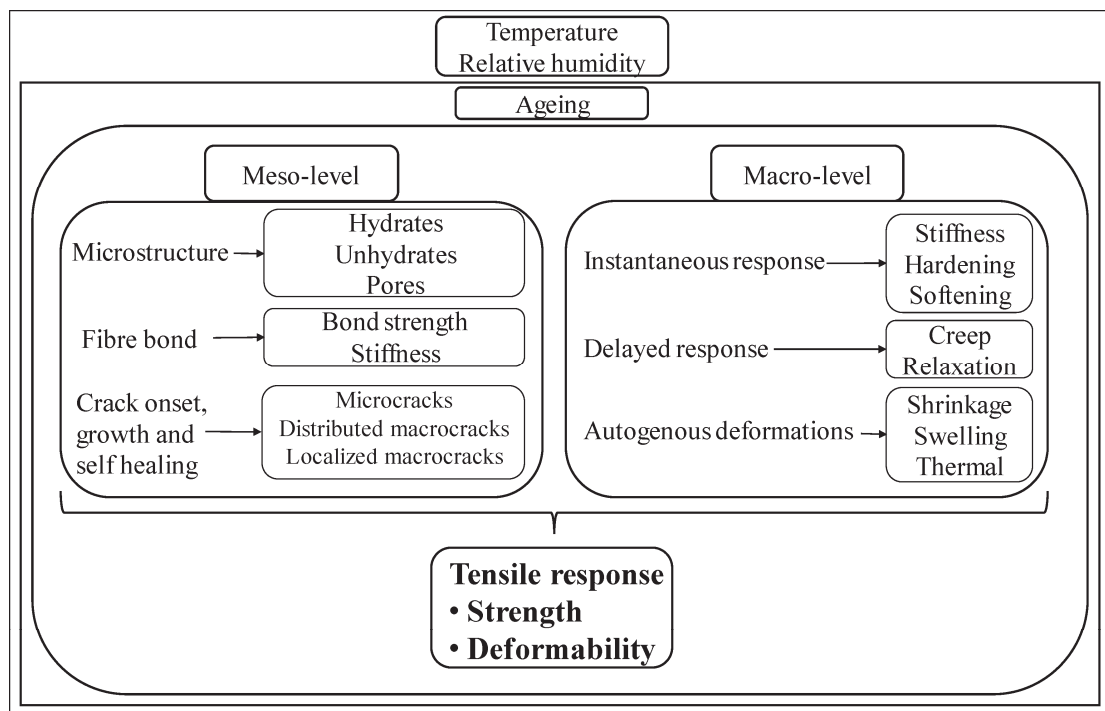 Temperature
Relative humidity
Ageing
Meso-level
Microstructure
Hydrates
Unhydrates
Pores
Fibre bond
Bond strength
Stiffness
Crack onset,
growth and
self healing
Microcracks
Distributed macrocracks
Localized macrocracks
Macro-level
Instantaneous response
Stiffness
Hardening
Softening
Delayed response
Creep
Relaxation
Autogenous deformations
Shrinkage
Swelling
Thermal
Tensile response
• Strength
• Deformability